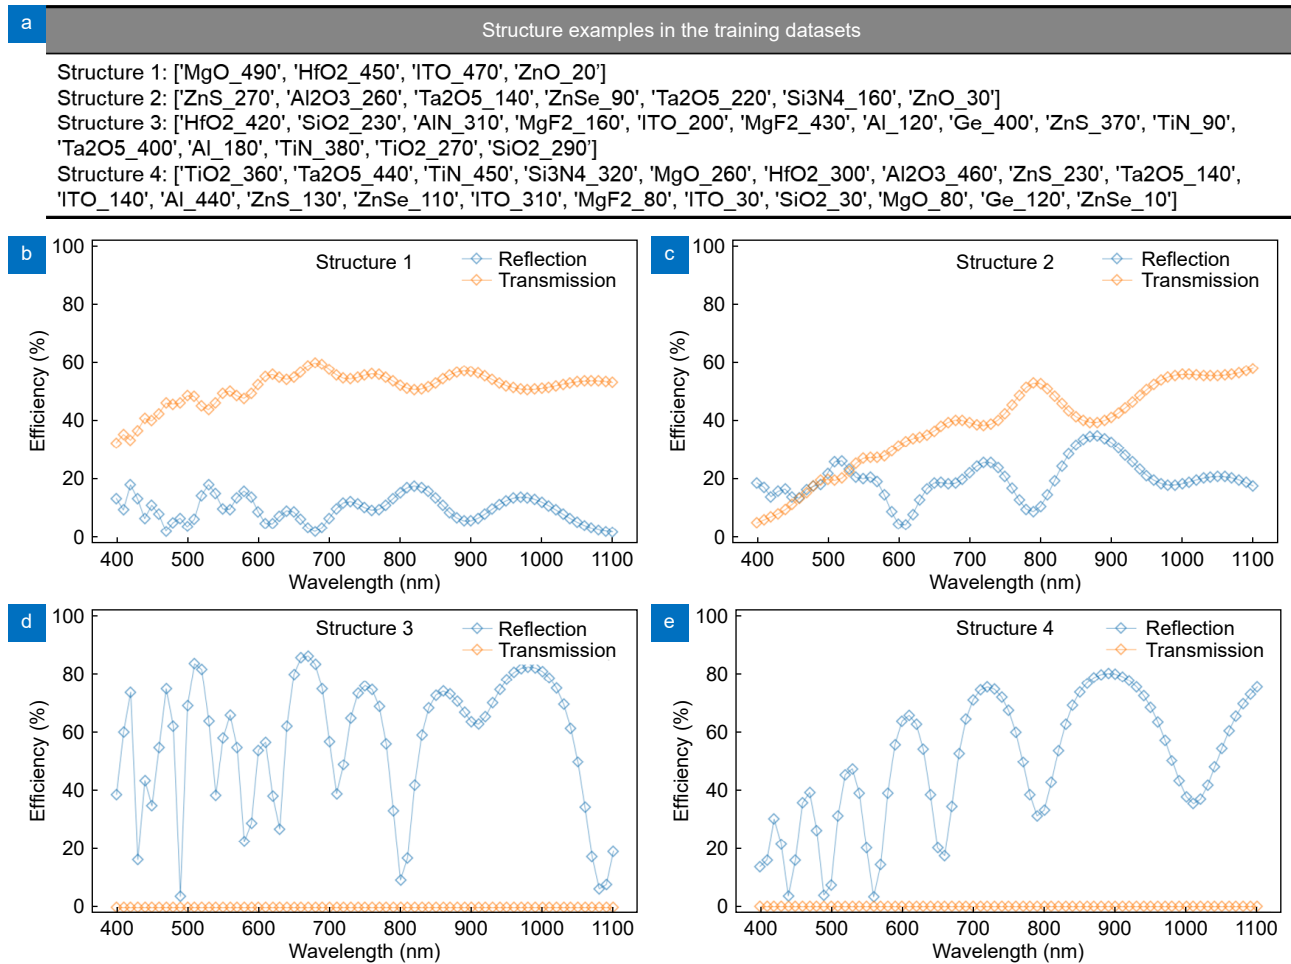 a
Structure examples in the training datasets
Structure 1: ['MgO_490', 'HfO2_450', 'ITO_470', 'ZnO_20’]
Structure 2: ['ZnS_270', 'Al2O3_260', 'Ta2O5_140', 'ZnSe_90', 'Ta2O5_220', 'Si3N4_160', 'ZnO_30']
Structure 3: ['HfO2_420', 'SiO2_230', 'AlN_310', 'MgF2_160', 'ITO_200', 'MgF2_430', 'Al_120', 'Ge_400', 'ZnS_370', 'TiN_90',
'Ta2O5_400', 'Al_180', 'TiN_380', 'TiO2_270', 'SiO2_290']
Structure 4: ['TiO2_360', 'Ta2O5_440', 'TiN_450', 'Si3N4_320', 'MgO_260', 'HfO2_300', 'Al2O3_460', 'ZnS_230', 'Ta2O5_140',
'ITO_140', 'Al_440', 'ZnS_130', 'ZnSe_110', 'ITO_310', 'MgF2_80', 'ITO_30', 'SiO2_30', 'MgO_80', 'Ge_120', 'ZnSe_10']
b
Structure 1
Reflection
Transmission
Efficiency (%)
100
80
60
40
20
0
400 500 600 700 800 900 1000 1100
Wavelength (nm)
c
Structure 2
Reflection
Transmission
Efficiency (%)
100
80
60
40
20
0
400 500 600 700 800 900 1000 1100
Wavelength (nm)
d
Structure 3
Reflection
Transmission
Efficiency (%)
100
80
60
40
20
0
400 500 600 700 800 900 1000 1100
Wavelength (nm)
e
Structure 4
Reflection
Transmission
Efficiency (%)
100
80
60
40
20
0
400 500 600 700 800 900 1000 1100
Wavelength (nm)